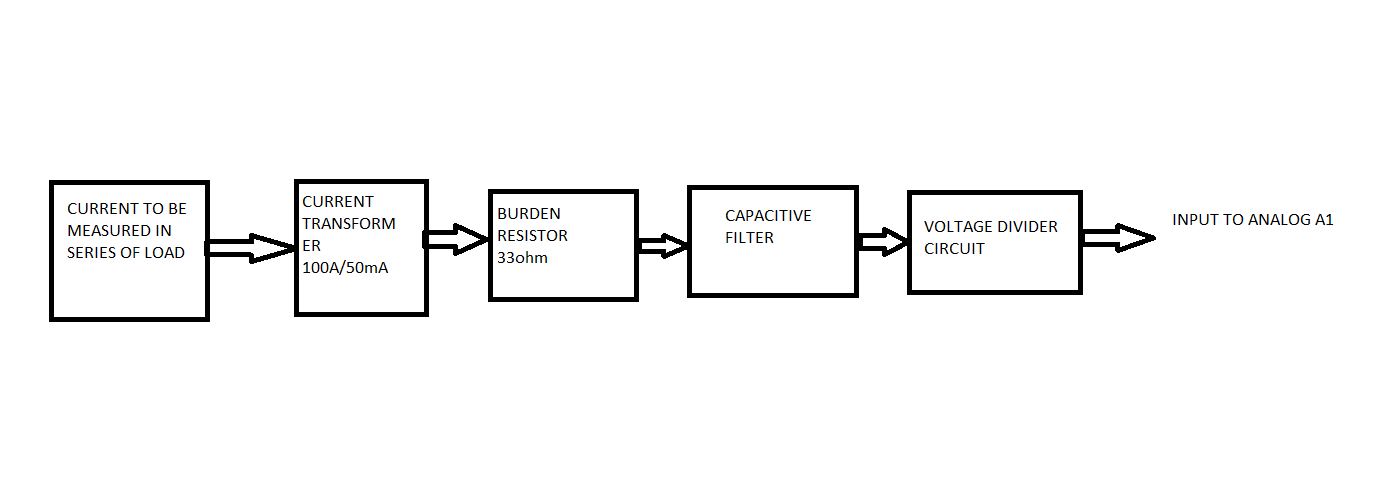 CURRENT TO BE
MEASURED IN
SERIES OF LOAD
CURRENT
TRANSFORM
ER
100A/50mA
BURDEN
RESISTOR
33ohm
CAPACITIVE
FILTER
VOLTAGE DIVIDER
CIRCUIT
INPUT TO ANALOG A1